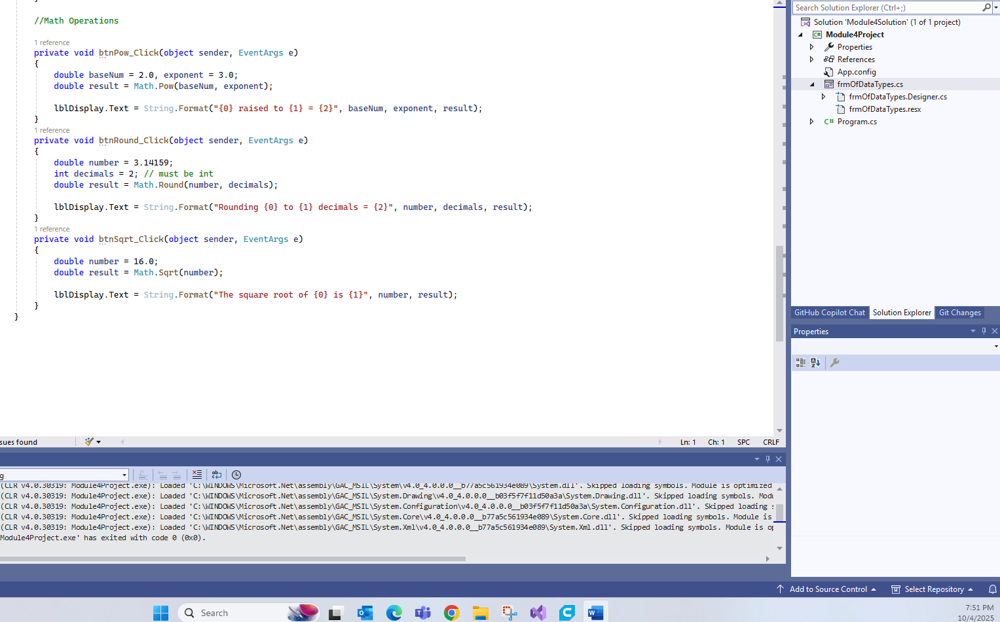 //Math Operations
1 reference
private void btnPow_Click(object sender, EventArgs e)
{
double baseNum = 2.0, exponent = 3.0;
double result = Math.Pow(baseNum, exponent);
lblDisplay.Text = String.Format("{0} raised to {1} = {2}", baseNum, exponent, result);
}
1 reference
private void btnRound_Click(object sender, EventArgs e)
{
double number = 3.14159;
int decimals = 2; // must be int
double result = Math.Round(number, decimals);
lblDisplay.Text = String.Format("Rounding {0} to {1} decimals = {2}", number, decimals, result);
}
1 reference
private void btnSqrt_Click(object sender, EventArgs e)
{
double number = 16.0;
double result = Math.Sqrt(number);
lblDisplay.Text = String.Format("The square root of {0} is {1}", number, result);
}
}
sues found
Ln: 1 Ch: 1 SPC CRLF
g
(CLR v4.0.30319: Module4Project.exe): Loaded 'C:\WINDOWS\Microsoft.Net\assembly\GAC_MSIL\System\v4.0_4.0.0.0__b77a5c561934e089\System.dll'. Skipped loading symbols. Module is optimized
(CLR v4.0.30319: Module4Project.exe): Loaded 'C:\WINDOWS\Microsoft.Net\assembly\GAC_MSIL\System.Drawing\v4.0_4.0.0.0__b03f5f7f11d50a3a\System.Drawing.dll'. Skipped loading symbols. Modu
(CLR v4.0.30319: Module4Project.exe): Loaded 'C:\WINDOWS\Microsoft.Net\assembly\GAC_MSIL\System.Configuration\v4.0_4.0.0.0__b03f5f7f11d50a3a\System.Configuration.dll'. Skipped loading s
(CLR v4.0.30319: Module4Project.exe): Loaded 'C:\WINDOWS\Microsoft.Net\assembly\GAC_MSIL\System.Core\v4.0_4.0.0.0__b77a5c561934e089\System.Core.dll'. Skipped loading symbols. Module is
(CLR v4.0.30319: Module4Project.exe): Loaded 'C:\WINDOWS\Microsoft.Net\assembly\GAC_MSIL\System.Xml\v4.0_4.0.0.0__b77a5c561934e089\System.Xml.dll'. Skipped loading symbols. Module is op
Module4Project.exe' has exited with code 0 (0x0).
Search Solution Explorer (Ctrl+;)
Solution 'Module4Solution' (1 of 1 project)
C# Module4Project
Properties
References
App.config
frmOfDataTypes.cs
frmOfDataTypes.Designer.cs
frmOfDataTypes.resx
C# Program.cs
GitHub Copilot Chat Solution Explorer Git Changes
Properties
Add to Source Control Select Repository
Search
7:51 PM
10/4/2025